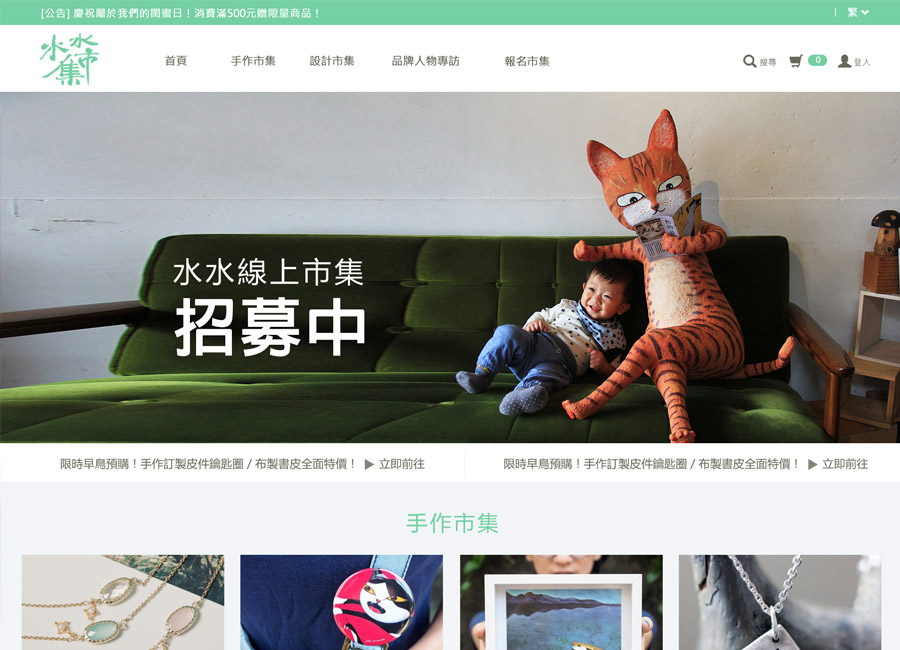 [公告] 慶祝屬於我們的閨蜜日！消費滿500元贈限量商品！
繁
水水市集
首頁
手作市集
設計市集
品牌人物專訪
報名市集
搜尋
0
登人
水水線上市集
招募中
限時早鳥預購！手作訂製皮件鑰匙圈 / 布製書皮全面特價！ ▶ 立即前往
限時早鳥預購！手作訂製皮件鑰匙圈 / 布製書皮全面特價！ ▶ 立即前往
手作市集